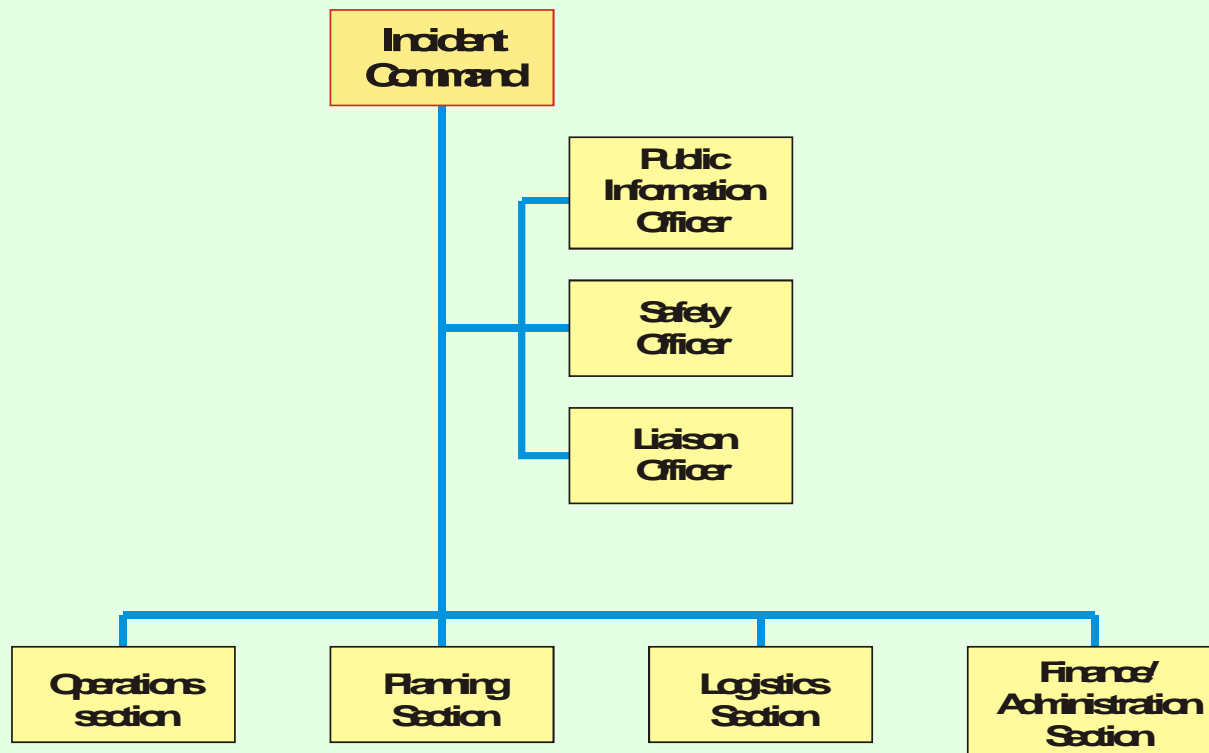 Incident
Command
Public
Information
Officer
Safety
Officer
Liaison
Officer
Operations
section
Planning
Section
Logistics
Section
Finance/
Administration
Section